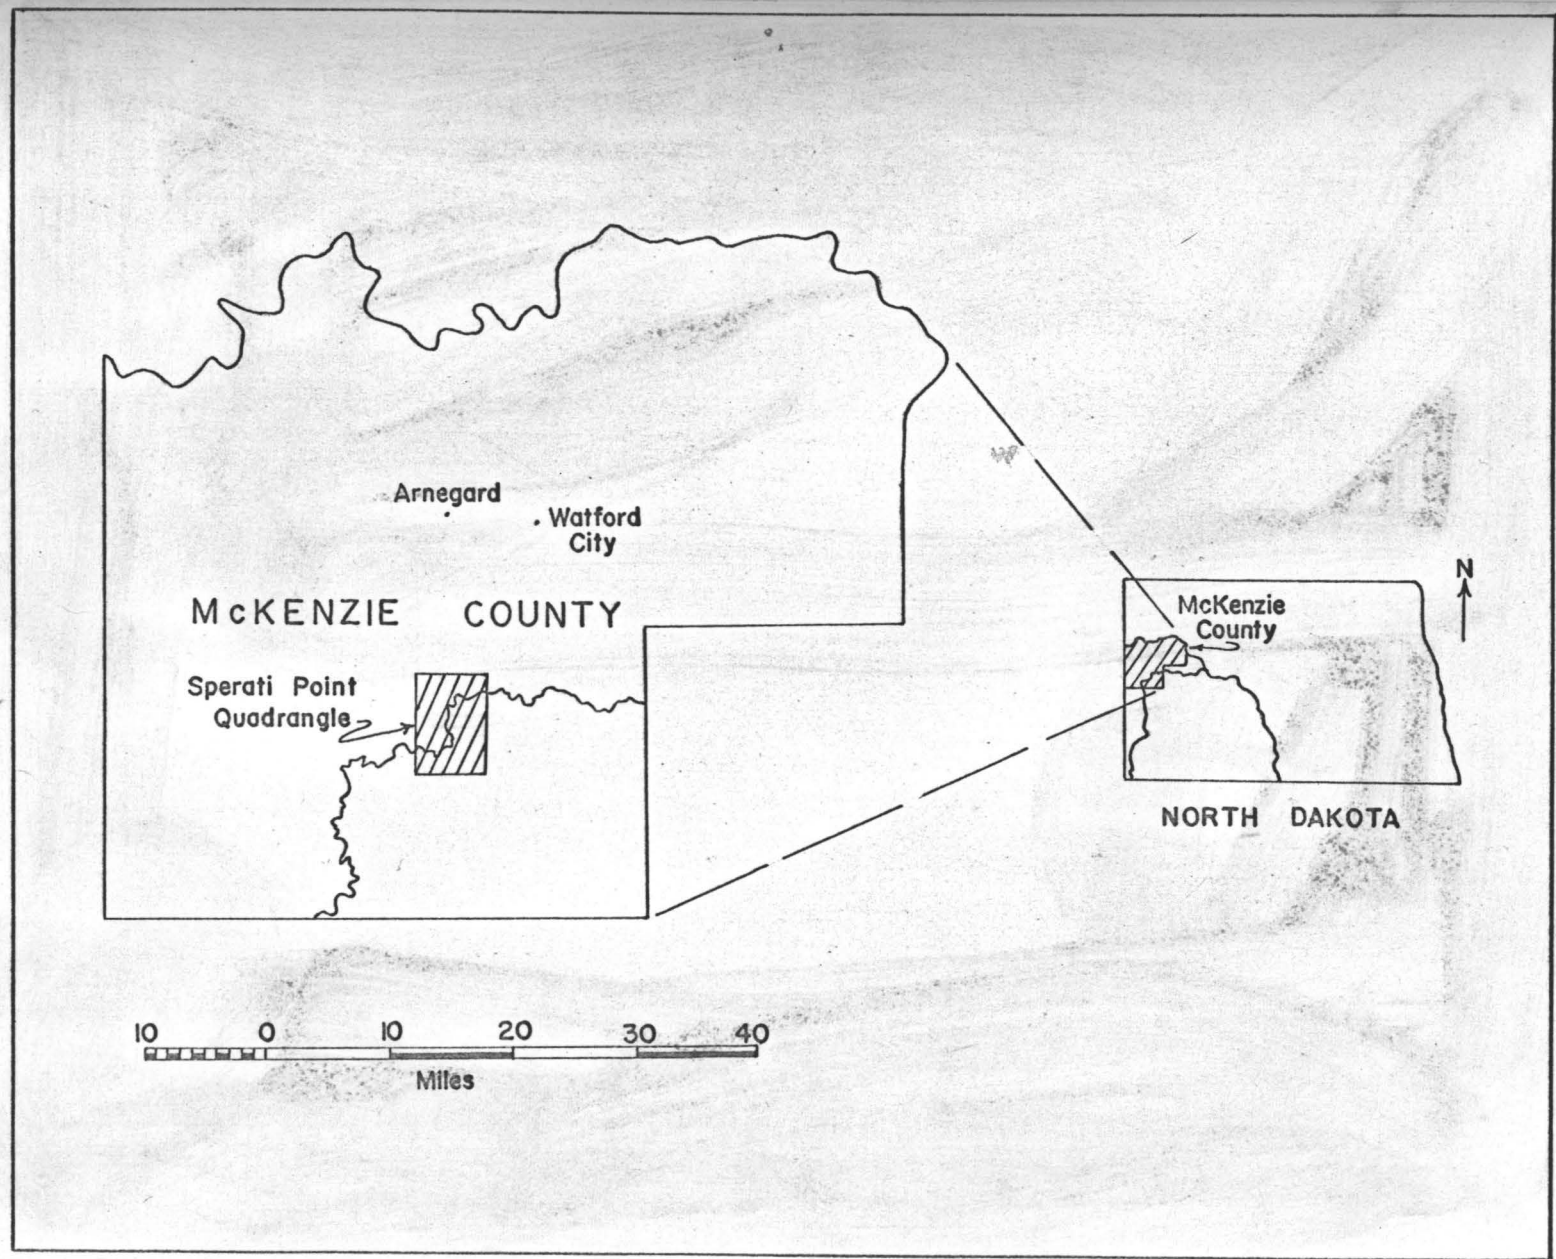 Arnegard
Watford
City
McKENZIE COUNTY
Sperati Point
Quadrangle
N
McKenzie
County
NORTH DAKOTA
10 0 10 20 30 40
Miles